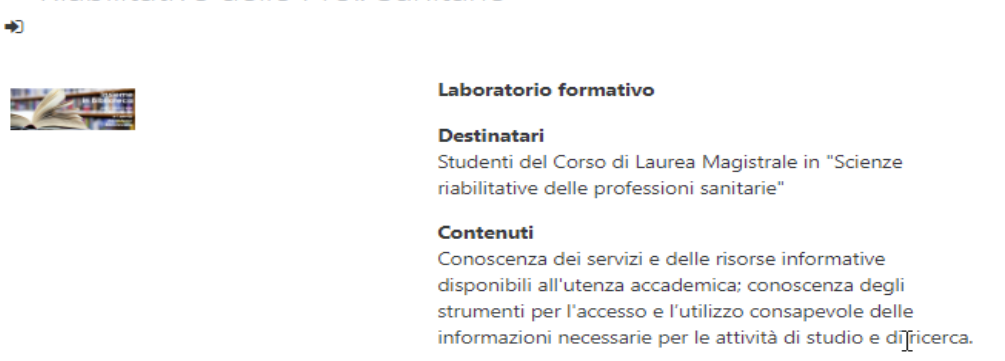 Laboratorio formativo
Destinatari
Studenti del Corso di Laurea Magistrale in "Scienze
riabilitative delle professioni sanitarie"
Contenuti
Conoscenza dei servizi e delle risorse informative
disponibili all'utenza accademica; conoscenza degli
strumenti per l'accesso e l'utilizzo consapevole delle
informazioni necessarie per le attività di studio e di ricerca.